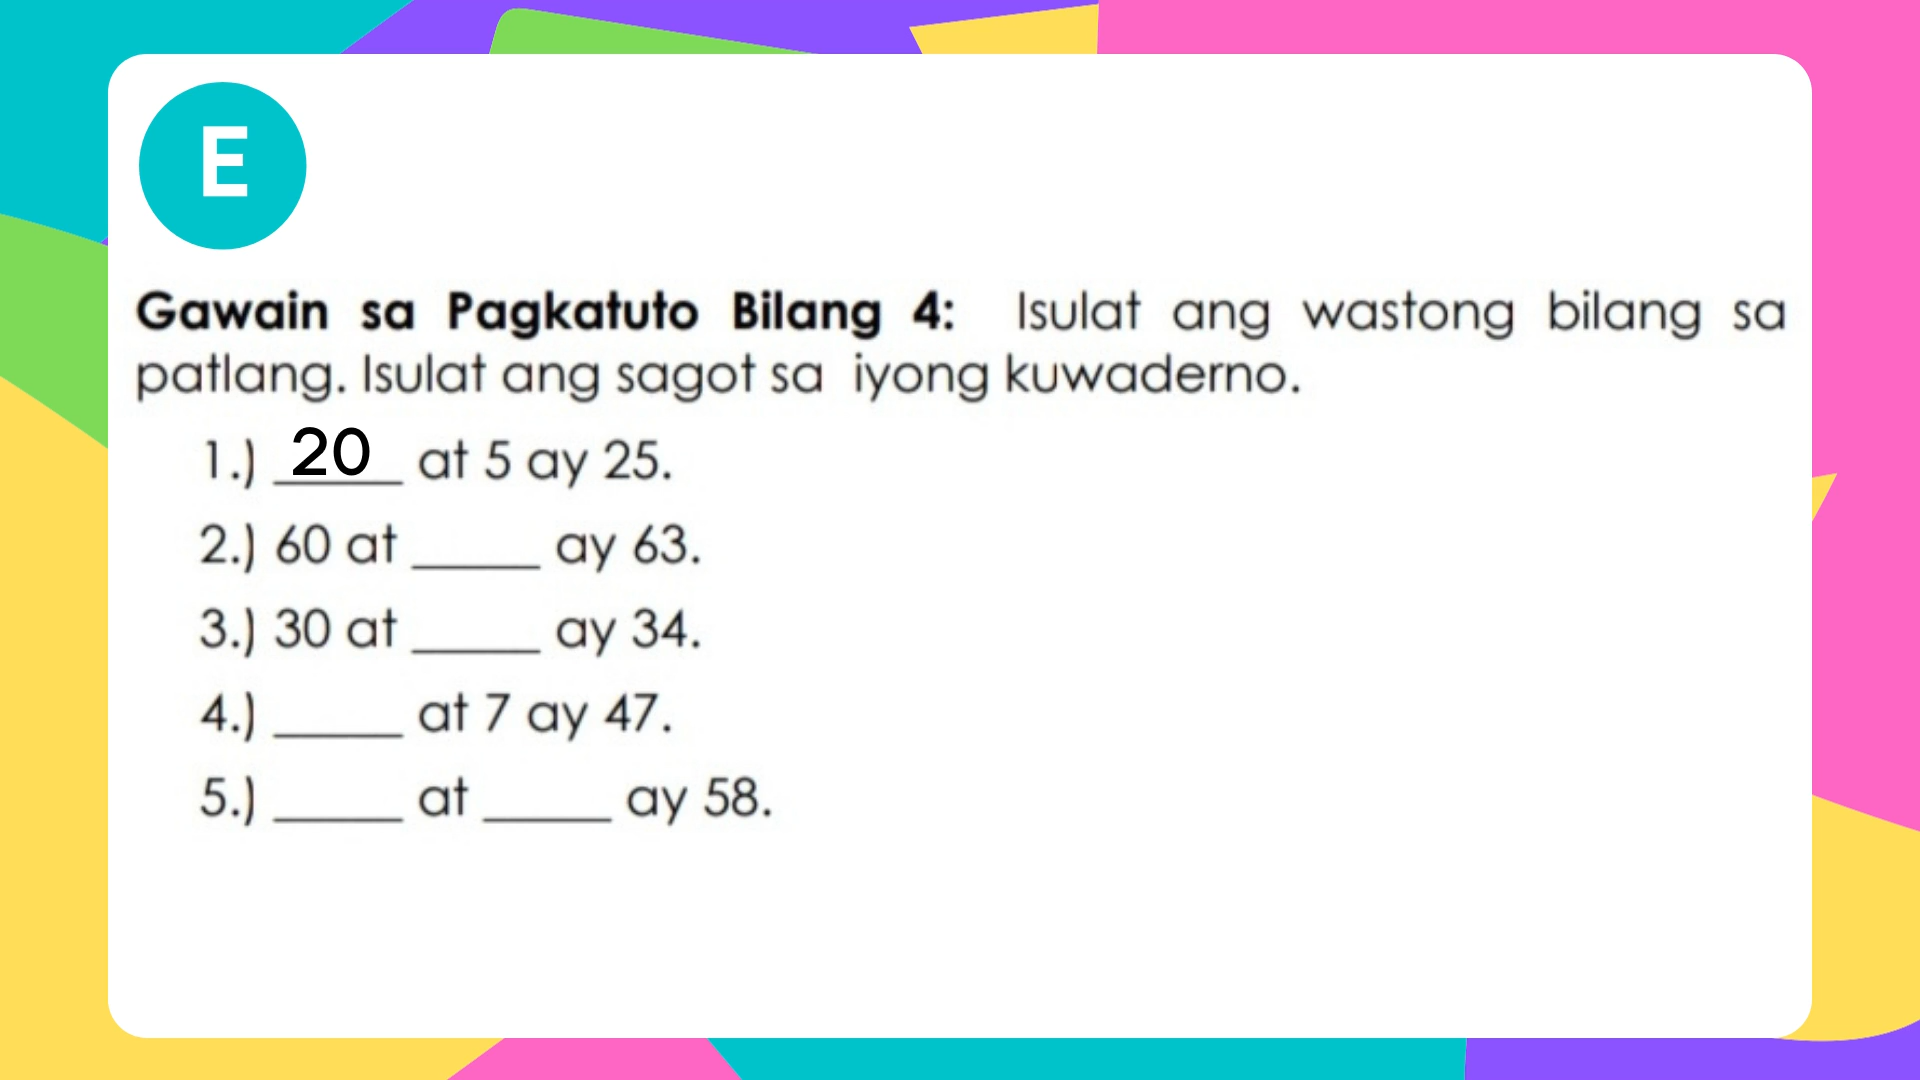 E
Gawain sa Pagkatuto Bilang 4: Isulat ang wastong bilang sa
patlang. Isulat ang sagot sa iyong kuwaderno.
1.) 20 at 5 ay 25.
2.) 60 at _____ ay 63.
3.) 30 at _____ ay 34.
4.) _____ at 7 ay 47.
5.) _____ at _____ ay 58.